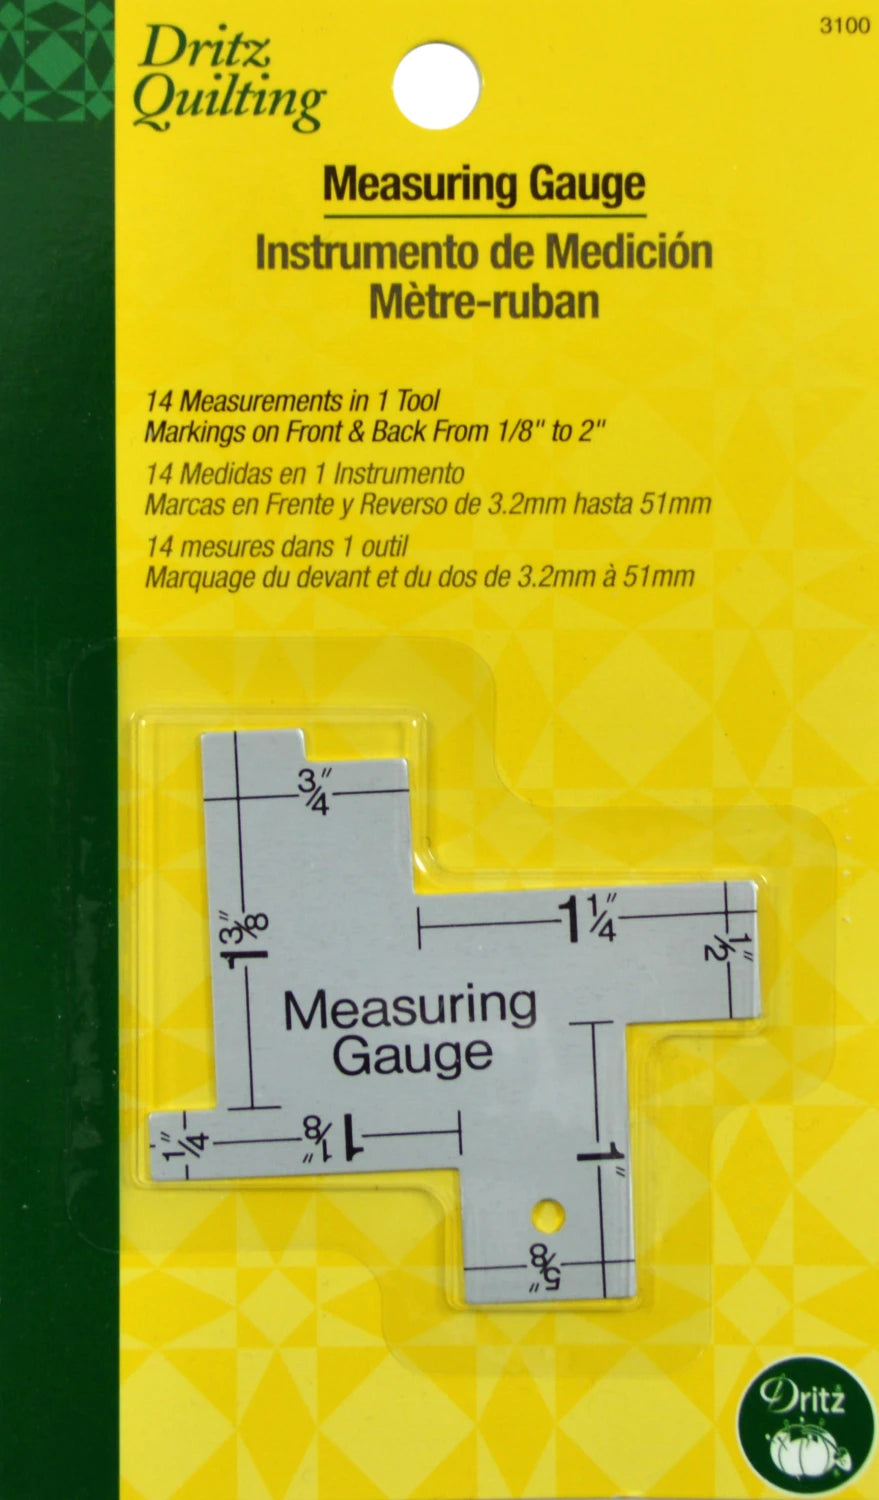 3100
Dritz
Quilting
Measuring Gauge
Instrumento de Medición
Mètre-ruban
14 Measurements in 1 Tool
Markings on Front & Back From 1/8" to 2"
14 Medidas en 1 Instrumento
Marcas en Frente y Reverso de 3.2mm hasta 51mm
14 mesures dans 1 outil
Marquage du devant et du dos de 3.2mm à 51mm
3/4"
1 3/8"
1 1/4"
1/2"
Measuring
Gauge
1/4"
1 1/8"
1"
5/8"
Dritz